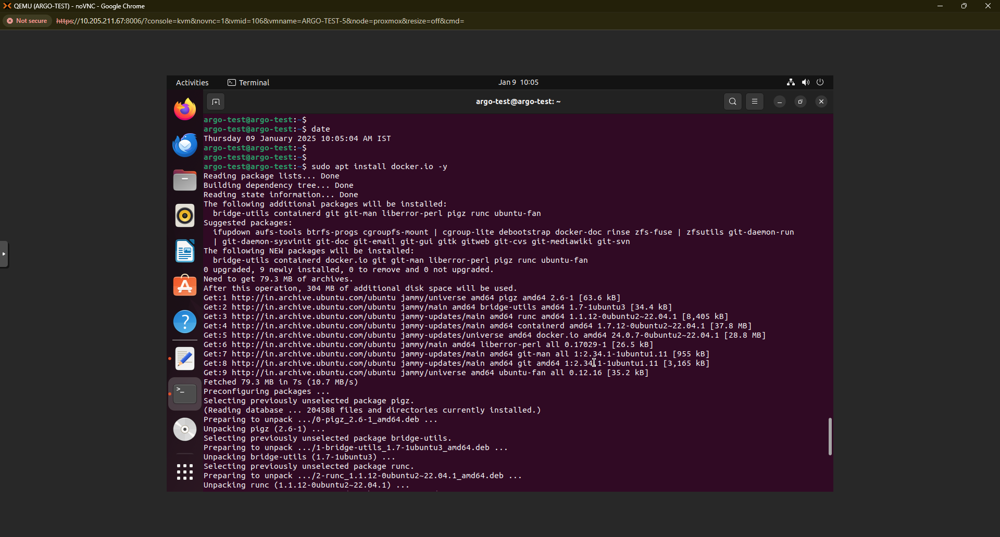 QEMU (ARGO-TEST) - noVNC - Google Chrome
Not secure https://10.205.211.67:8006/?console=kvm&novnc=1&vmid=106&vmname=ARGO-TEST-5&node=proxmox&resize=off&cmd=
Activities Terminal Jan 9 10:05
argo-test@argo-test: ~
argo-test@argo-test:~$
argo-test@argo-test:~$ date
Thursday 09 January 2025 10:05:04 AM IST
argo-test@argo-test:~$
argo-test@argo-test:~$
argo-test@argo-test:~$ sudo apt install docker.io -y
Reading package lists... Done
Building dependency tree... Done
Reading state information... Done
The following additional packages will be installed:
  bridge-utils containerd git git-man liberror-perl pigz runc ubuntu-fan
Suggested packages:
  ifupdown aufs-tools btrfs-progs cgroupfs-mount | cgroup-lite debootstrap docker-doc rinse zfs-fuse | zfsutils git-daemon-run
  | git-daemon-sysvinit git-doc git-email git-gui gitk gitweb git-cvs git-mediawiki git-svn
The following NEW packages will be installed:
  bridge-utils containerd docker.io git git-man liberror-perl pigz runc ubuntu-fan
0 upgraded, 9 newly installed, 0 to remove and 0 not upgraded.
Need to get 79.3 MB of archives.
After this operation, 304 MB of additional disk space will be used.
Get:1 http://in.archive.ubuntu.com/ubuntu jammy/universe amd64 pigz amd64 2.6-1 [63.6 kB]
Get:2 http://in.archive.ubuntu.com/ubuntu jammy/main amd64 bridge-utils amd64 1.7-1ubuntu3 [34.4 kB]
Get:3 http://in.archive.ubuntu.com/ubuntu jammy-updates/main amd64 runc amd64 1.1.12-0ubuntu2~22.04.1 [8,405 kB]
Get:4 http://in.archive.ubuntu.com/ubuntu jammy-updates/main amd64 containerd amd64 1.7.12-0ubuntu2~22.04.1 [37.8 MB]
Get:5 http://in.archive.ubuntu.com/ubuntu jammy-updates/universe amd64 docker.io amd64 24.0.7-0ubuntu2~22.04.1 [28.8 MB]
Get:6 http://in.archive.ubuntu.com/ubuntu jammy/main amd64 liberror-perl all 0.17029-1 [26.5 kB]
Get:7 http://in.archive.ubuntu.com/ubuntu jammy-updates/main amd64 git-man all 1:2.34.1-1ubuntu1.11 [955 kB]
Get:8 http://in.archive.ubuntu.com/ubuntu jammy-updates/main amd64 git amd64 1:2.34.1-1ubuntu1.11 [3,165 kB]
Get:9 http://in.archive.ubuntu.com/ubuntu jammy/universe amd64 ubuntu-fan all 0.12.16 [35.2 kB]
Fetched 79.3 MB in 7s (10.7 MB/s)
Preconfiguring packages ...
Selecting previously unselected package pigz.
(Reading database ... 204588 files and directories currently installed.)
Preparing to unpack .../0-pigz_2.6-1_amd64.deb ...
Unpacking pigz (2.6-1) ...
Selecting previously unselected package bridge-utils.
Preparing to unpack .../1-bridge-utils_1.7-1ubuntu3_amd64.deb ...
Unpacking bridge-utils (1.7-1ubuntu3) ...
Selecting previously unselected package runc.
Preparing to unpack .../2-runc_1.1.12-0ubuntu2~22.04.1_amd64.deb ...
Unpacking runc (1.1.12-0ubuntu2~22.04.1) ...